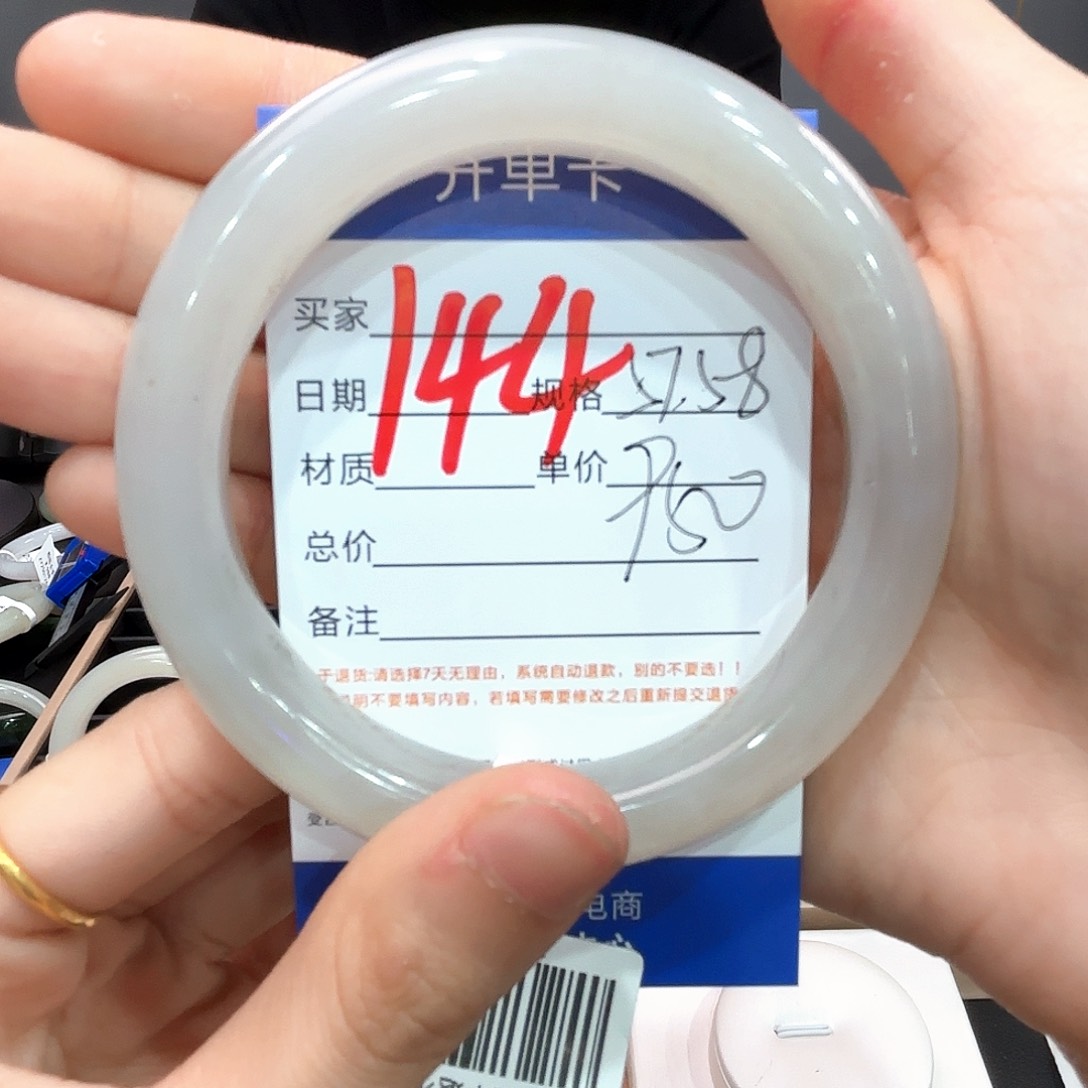 开单卡
买家
144
日期 规格 57.58
材质 单价 750
总价
备注
于退货:请选择7天无理由，系统自动退款，别的不要选！！
说明不要填写内容，若填写需要修改之后重新提交退货
电商